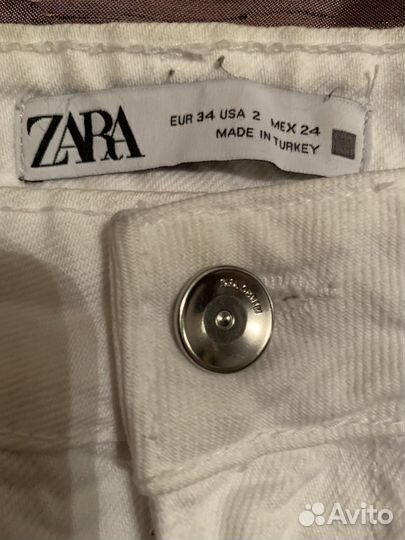 ZARA
EUR 34 USA 2 MEX 24
MADE IN TURKEY
Avito